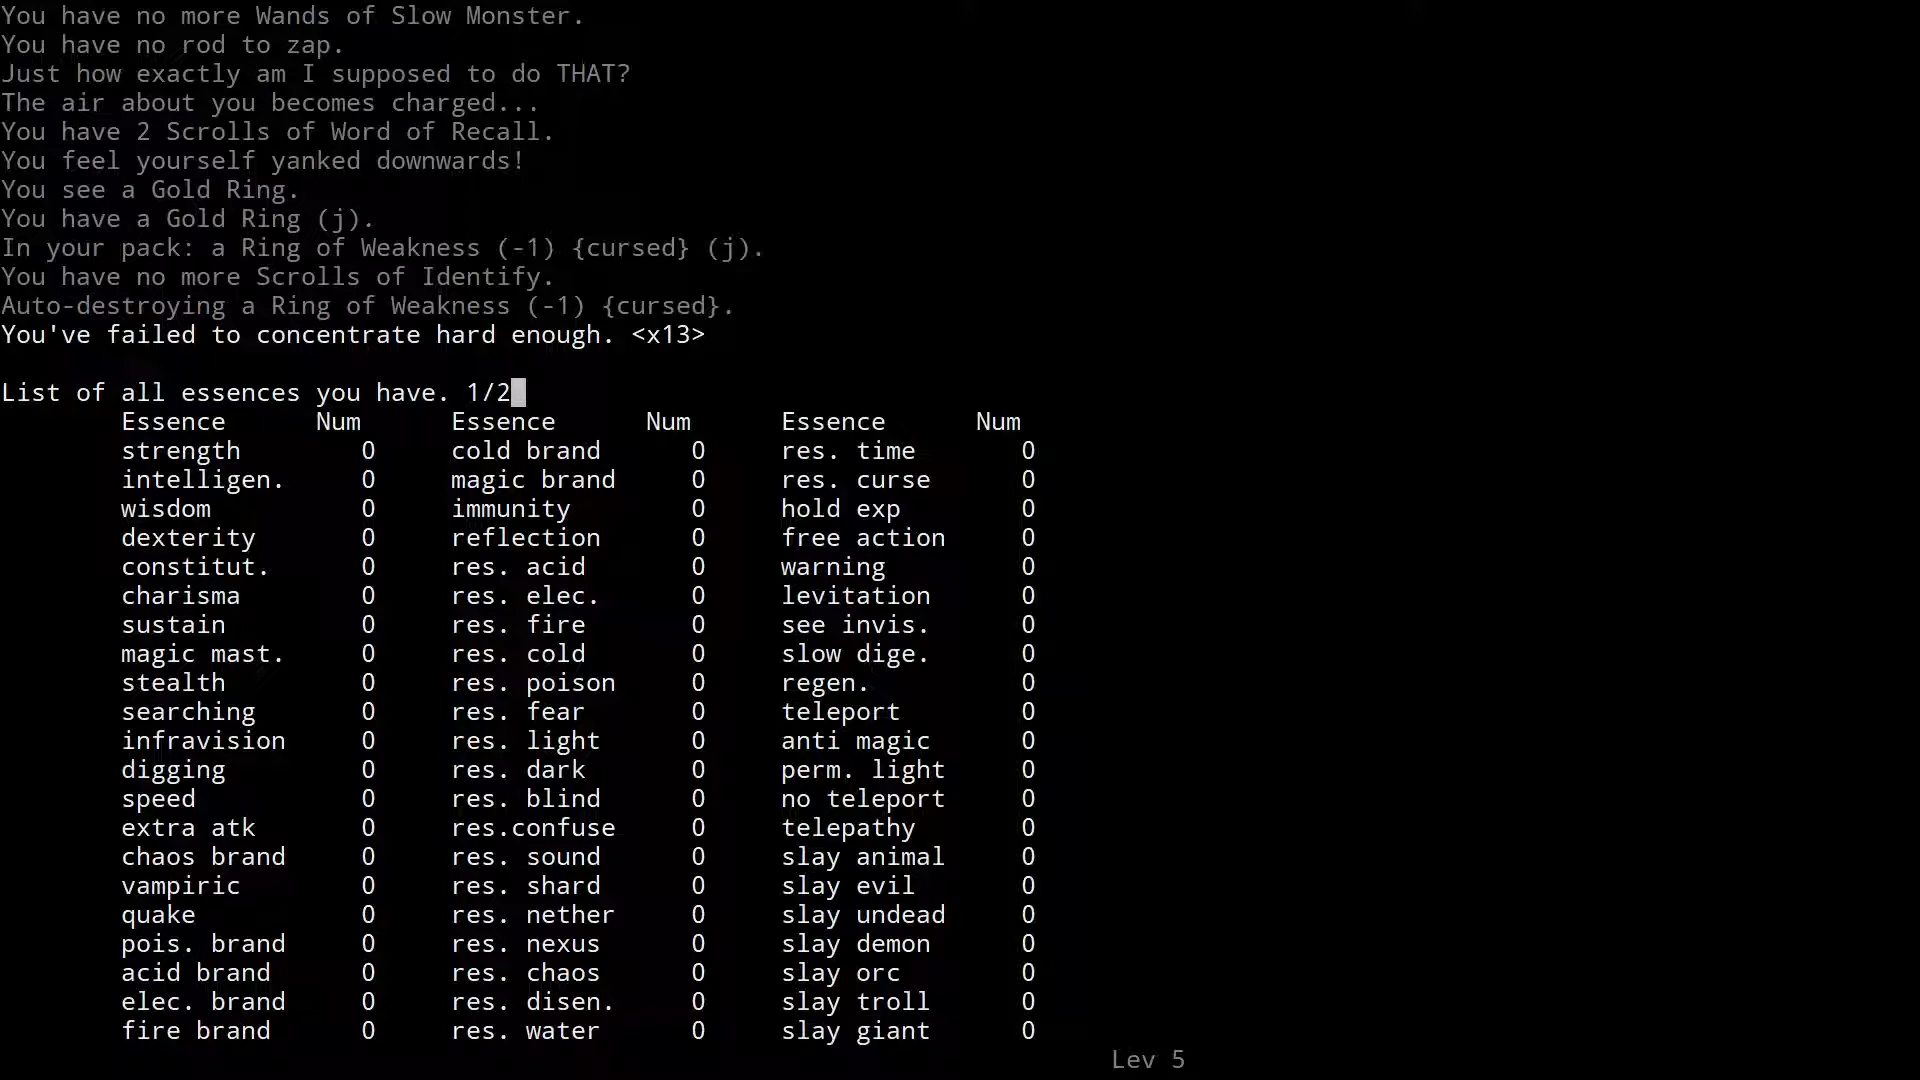 You have no more Wands of Slow Monster.
You have no rod to zap.
Just how exactly am I supposed to do THAT?
The air about you becomes charged...
You have 2 Scrolls of Word of Recall.
You feel yourself yanked downwards!
You see a Gold Ring.
You have a Gold Ring (j).
In your pack: a Ring of Weakness (-1) {cursed} (j).
You have no more Scrolls of Identify.
Auto-destroying a Ring of Weakness (-1) {cursed}.
You've failed to concentrate hard enough. <x13>
List of all essences you have. 1/2
Essence Num Essence Num Essence Num
strength 0 cold brand 0 res. time 0
intelligen. 0 magic brand 0 res. curse 0
wisdom 0 immunity 0 hold exp 0
dexterity 0 reflection 0 free action 0
constitut. 0 res. acid 0 warning 0
charisma 0 res. elec. 0 levitation 0
sustain 0 res. fire 0 see invis. 0
magic mast. 0 res. cold 0 slow dige. 0
stealth 0 res. poison 0 regen. 0
searching 0 res. fear 0 teleport 0
infravision 0 res. light 0 anti magic 0
digging 0 res. dark 0 perm. light 0
speed 0 res. blind 0 no teleport 0
extra atk 0 res.confuse 0 telepathy 0
chaos brand 0 res. sound 0 slay animal 0
vampiric 0 res. shard 0 slay evil 0
quake 0 res. nether 0 slay undead 0
pois. brand 0 res. nexus 0 slay demon 0
acid brand 0 res. chaos 0 slay orc 0
elec. brand 0 res. disen. 0 slay troll 0
fire brand 0 res. water 0 slay giant 0
Lev 5